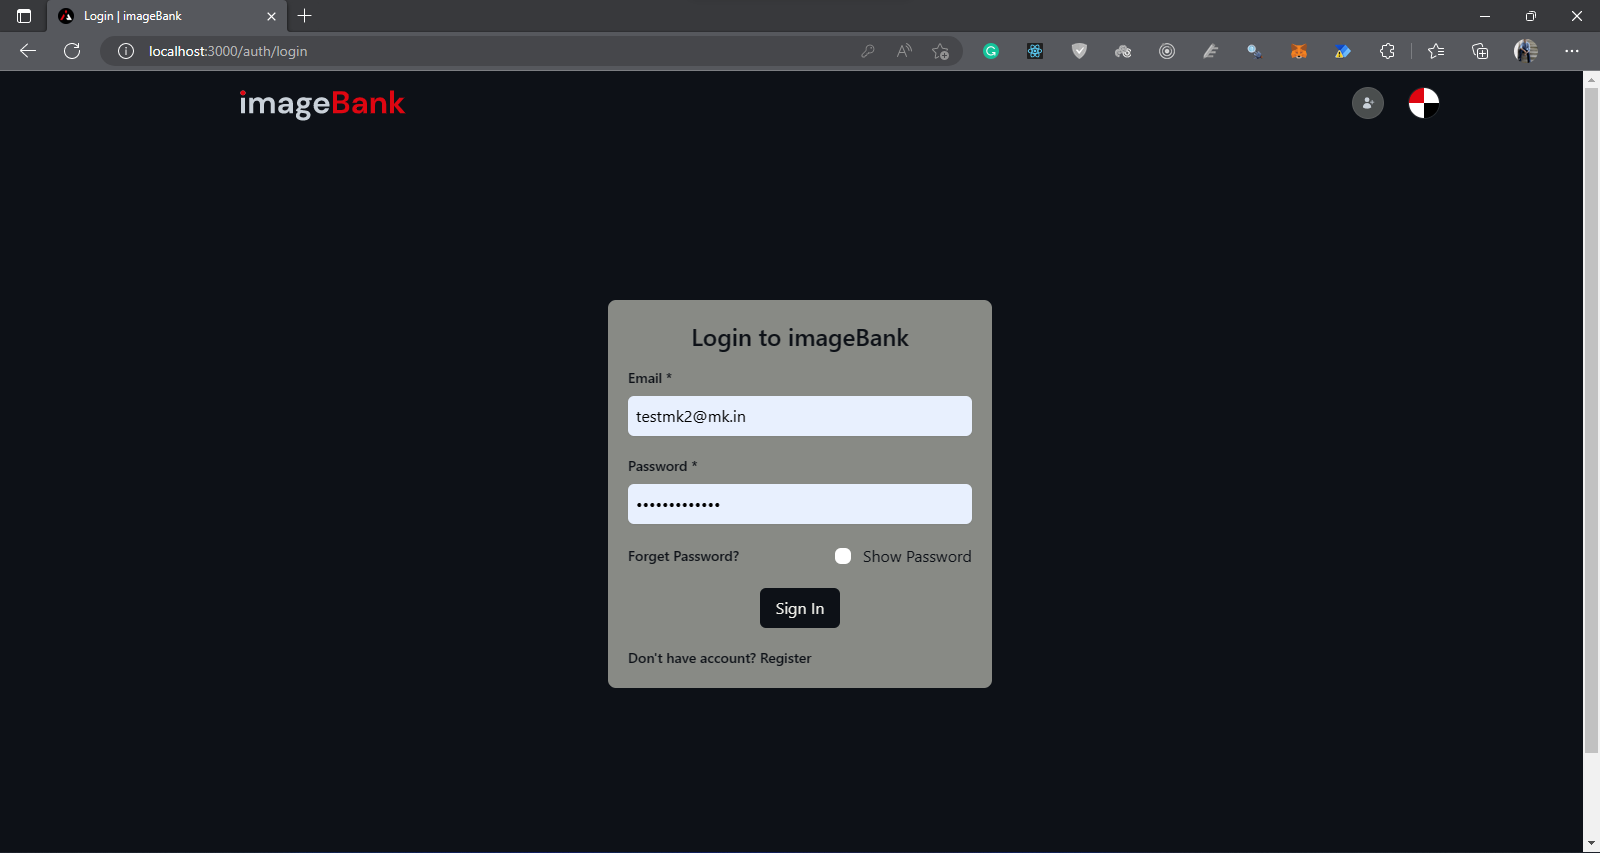 Login | imageBank
localhost:3000/auth/login
imageBank
Login to imageBank
Email *
testmk2@mk.in
Password *
•••••••••••••
Forget Password?
Show Password
Sign In
Don't have account? Register